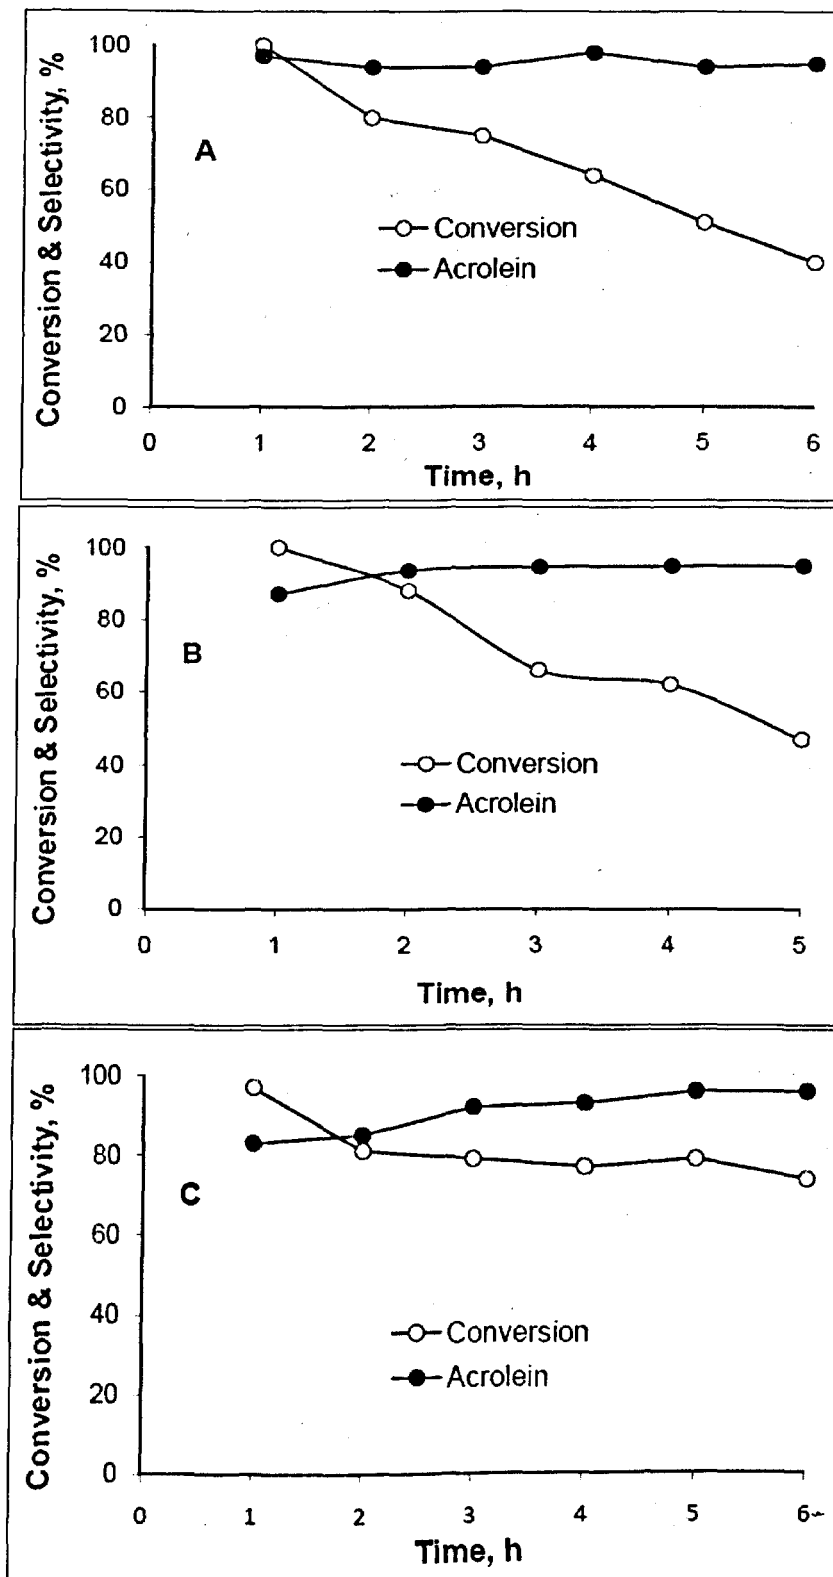 Conversion & Selectivity, %
100
80
60
40
20
0
A
Conversion
Acrolein
0 1 2 3 4 5 6
Time, h
Conversion & Selectivity, %
100
80
60
40
20
0
B
Conversion
Acrolein
0 1 2 3 4 5
Time, h
Conversion & Selectivity, %
100
80
60
40
20
0
C
Conversion
Acrolein
0 1 2 3 4 5 6
Time, h